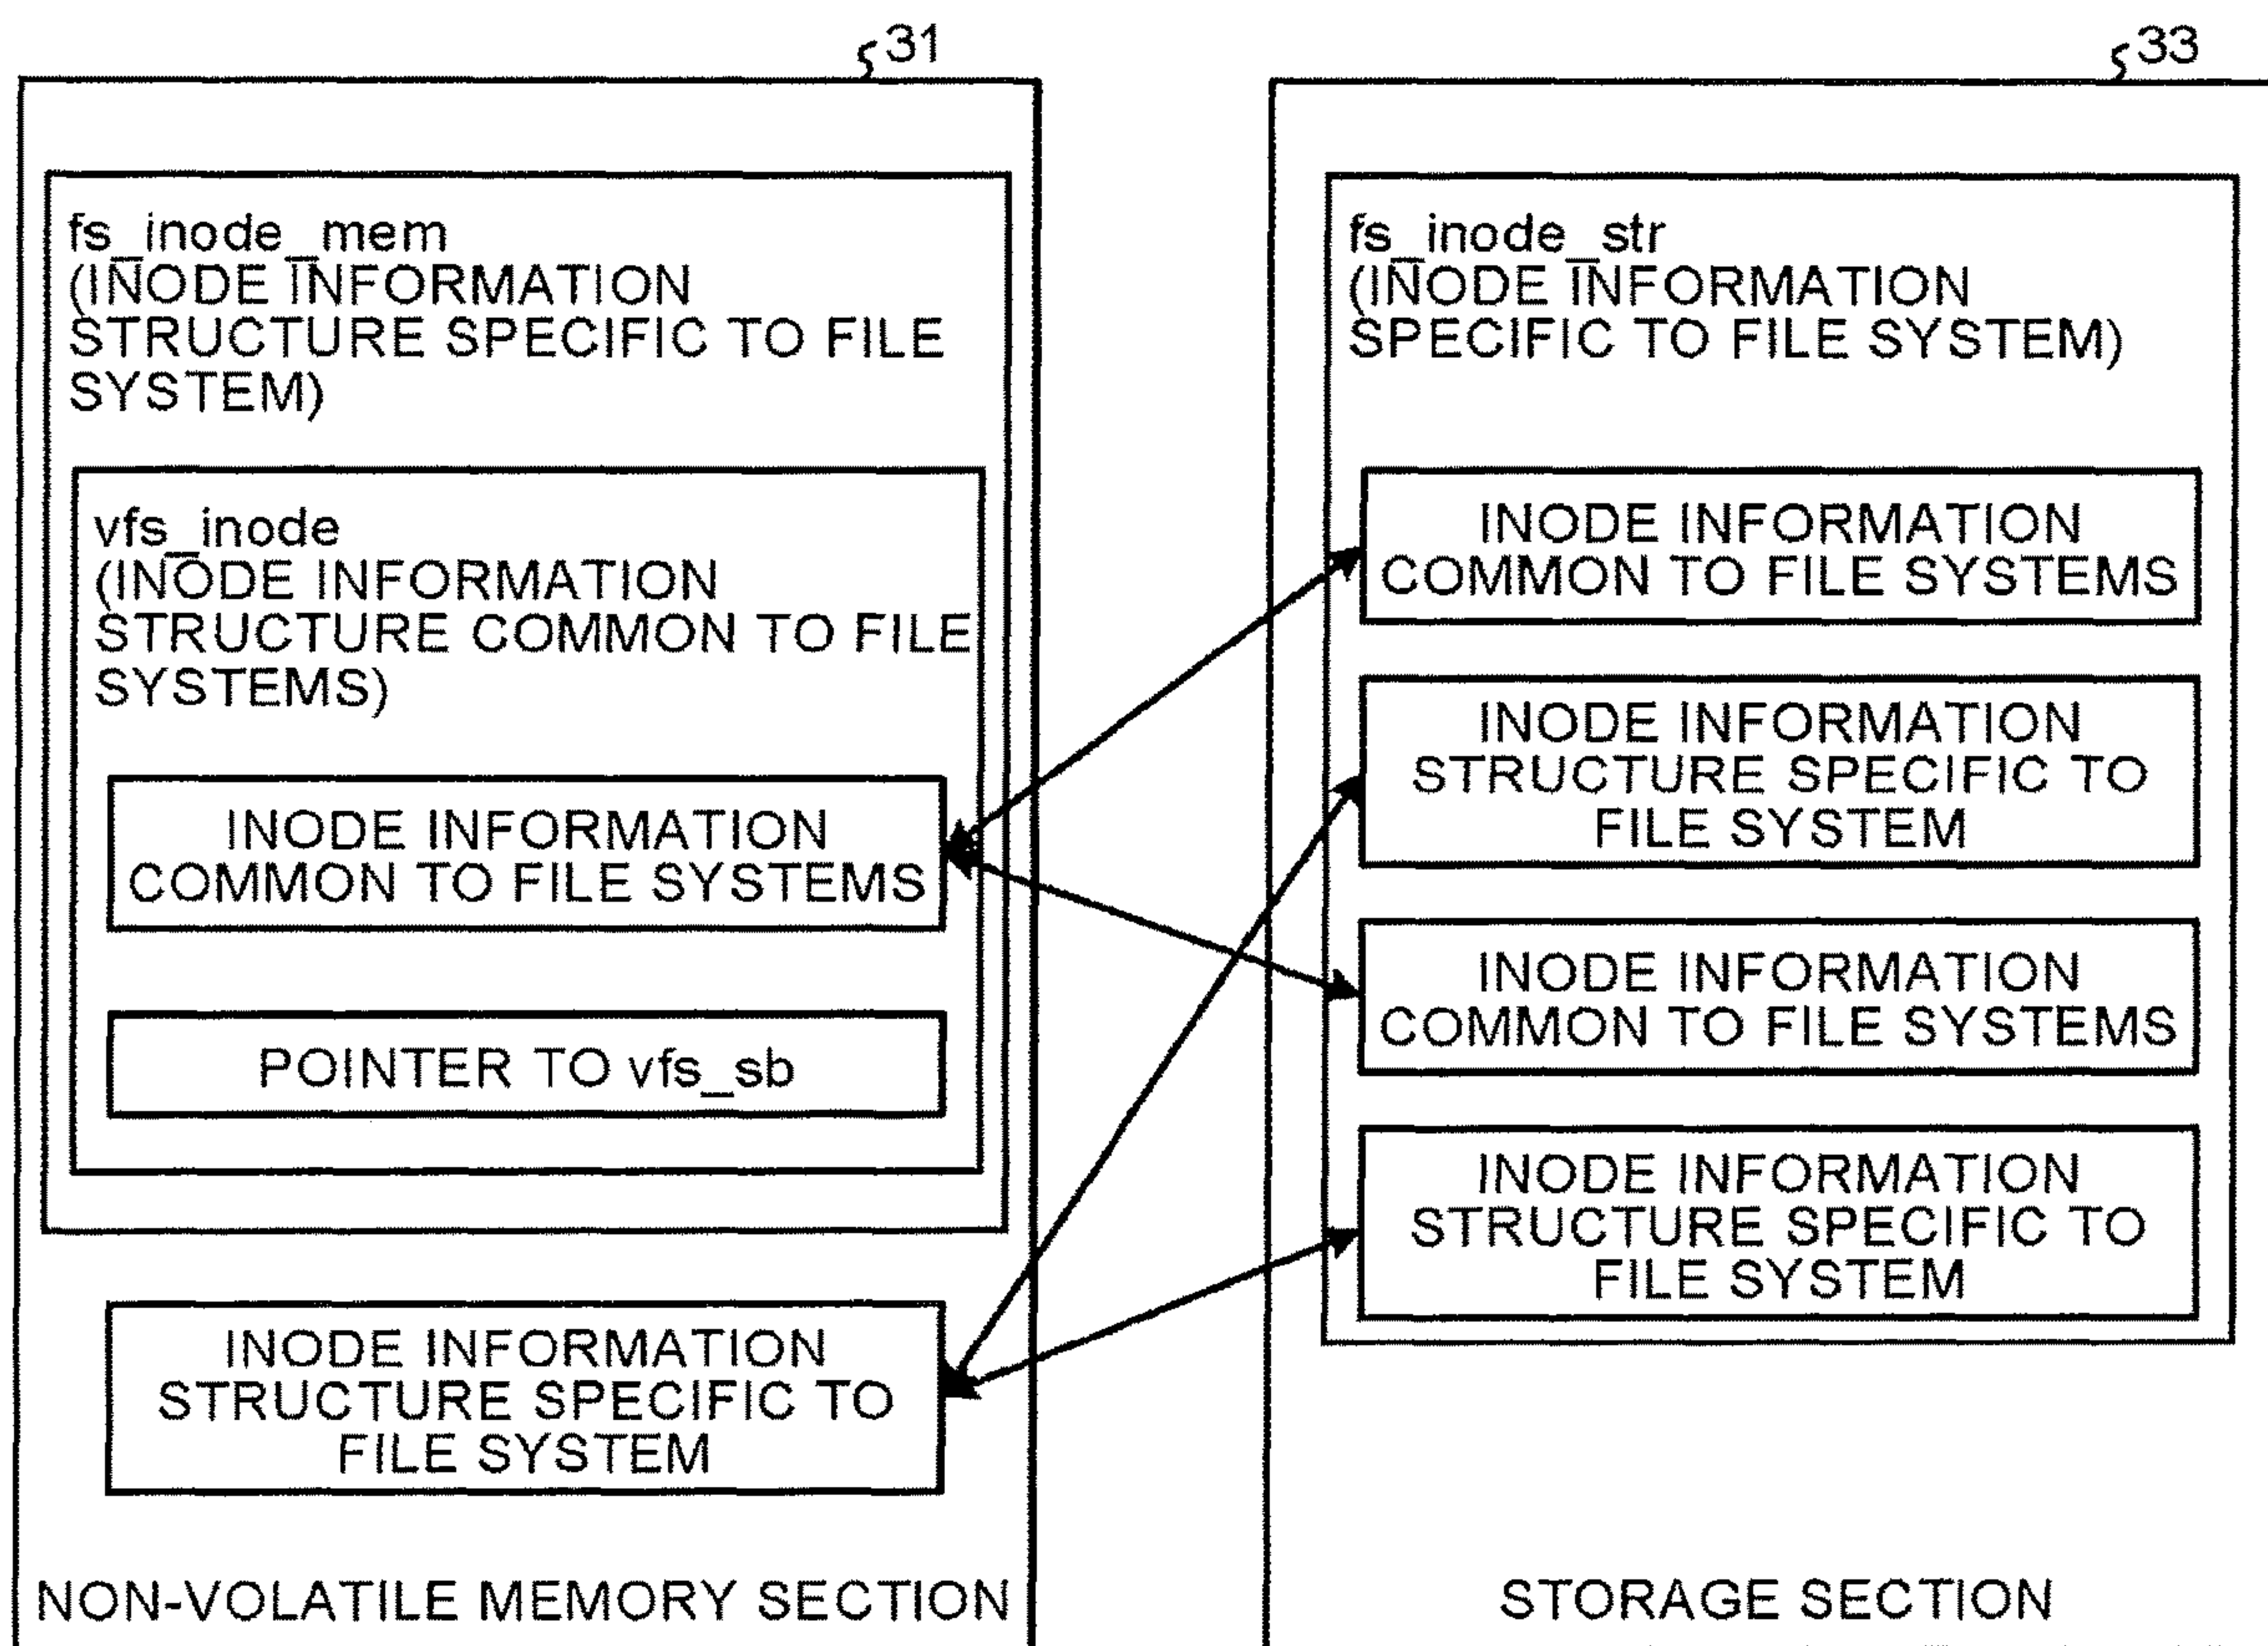 31
fs_inode_mem
(INODE INFORMATION
STRUCTURE SPECIFIC TO FILE
SYSTEM)
vfs_inode
(INODE INFORMATION
STRUCTURE COMMON TO FILE
SYSTEMS)
INODE INFORMATION
COMMON TO FILE SYSTEMS
POINTER TO vfs_sb
INODE INFORMATION
STRUCTURE SPECIFIC TO
FILE SYSTEM
NON-VOLATILE MEMORY SECTION
33
fs_inode_str
(INODE INFORMATION
SPECIFIC TO FILE SYSTEM)
INODE INFORMATION
COMMON TO FILE SYSTEMS
INODE INFORMATION
STRUCTURE SPECIFIC TO
FILE SYSTEM
INODE INFORMATION
COMMON TO FILE SYSTEMS
INODE INFORMATION
STRUCTURE SPECIFIC TO
FILE SYSTEM
STORAGE SECTION